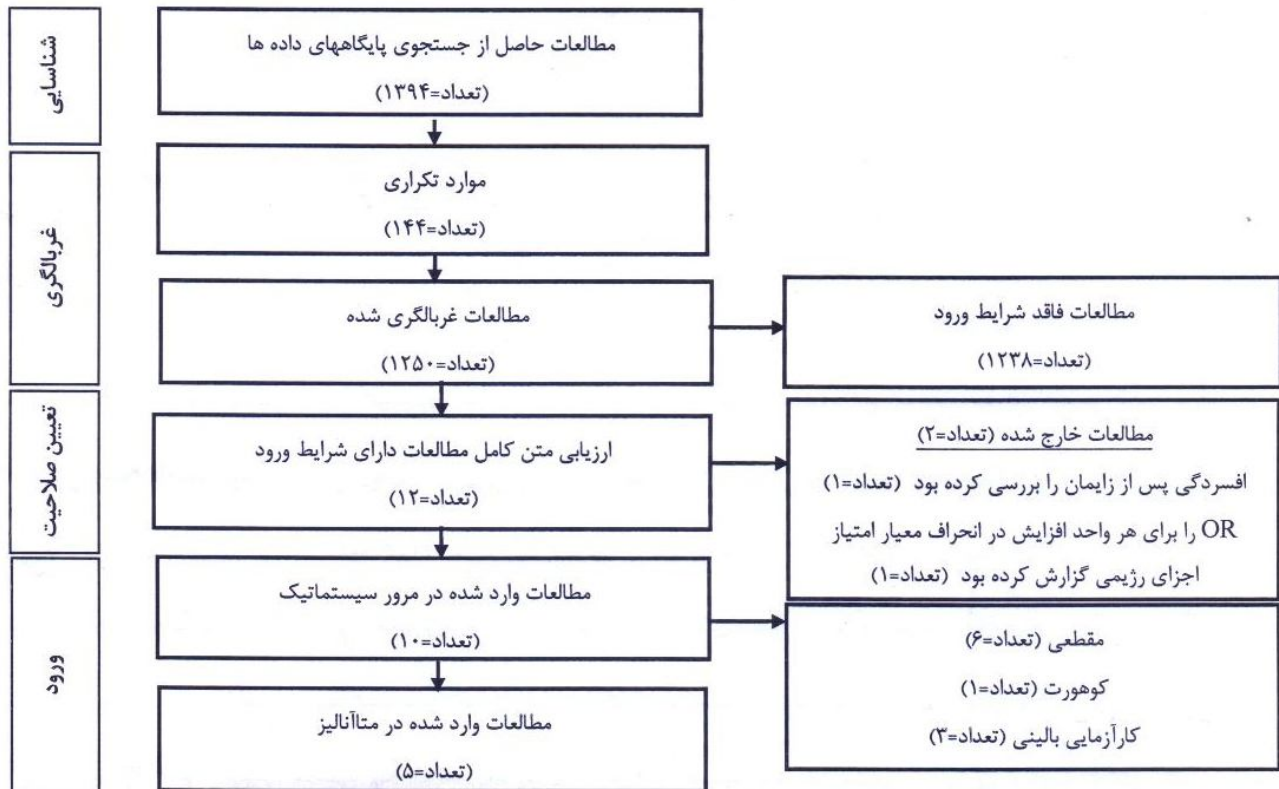 شناسایی
مطالعات حاصل از جستجوی پایگاههای داده ها
(تعداد=۱۳۹۴)
غربالگری
موارد تکراری
(تعداد=۱۴۴)
مطالعات غربالگری شده
(تعداد=۱۲۵۰)
مطالعات فاقد شرایط ورود
(تعداد=۱۲۳۸)
تعیین صلاحیت
ارزیابی متن کامل مطالعات دارای شرایط ورود
(تعداد=۱۲)
مطالعات خارج شده (تعداد=۲)
افسردگی پس از زایمان را بررسی کرده بود (تعداد=۱)
OR را برای هر واحد افزایش در انحراف معیار امتیاز
اجزای رژیمی گزارش کرده بود (تعداد=۱)
ورود
مطالعات وارد شده در مرور سیستماتیک
(تعداد=۱۰)
مقطعی (تعداد=۶)
کوهورت (تعداد=۱)
کارآزمایی بالینی (تعداد=۳)
مطالعات وارد شده در متاآنالیز
(تعداد=۵)